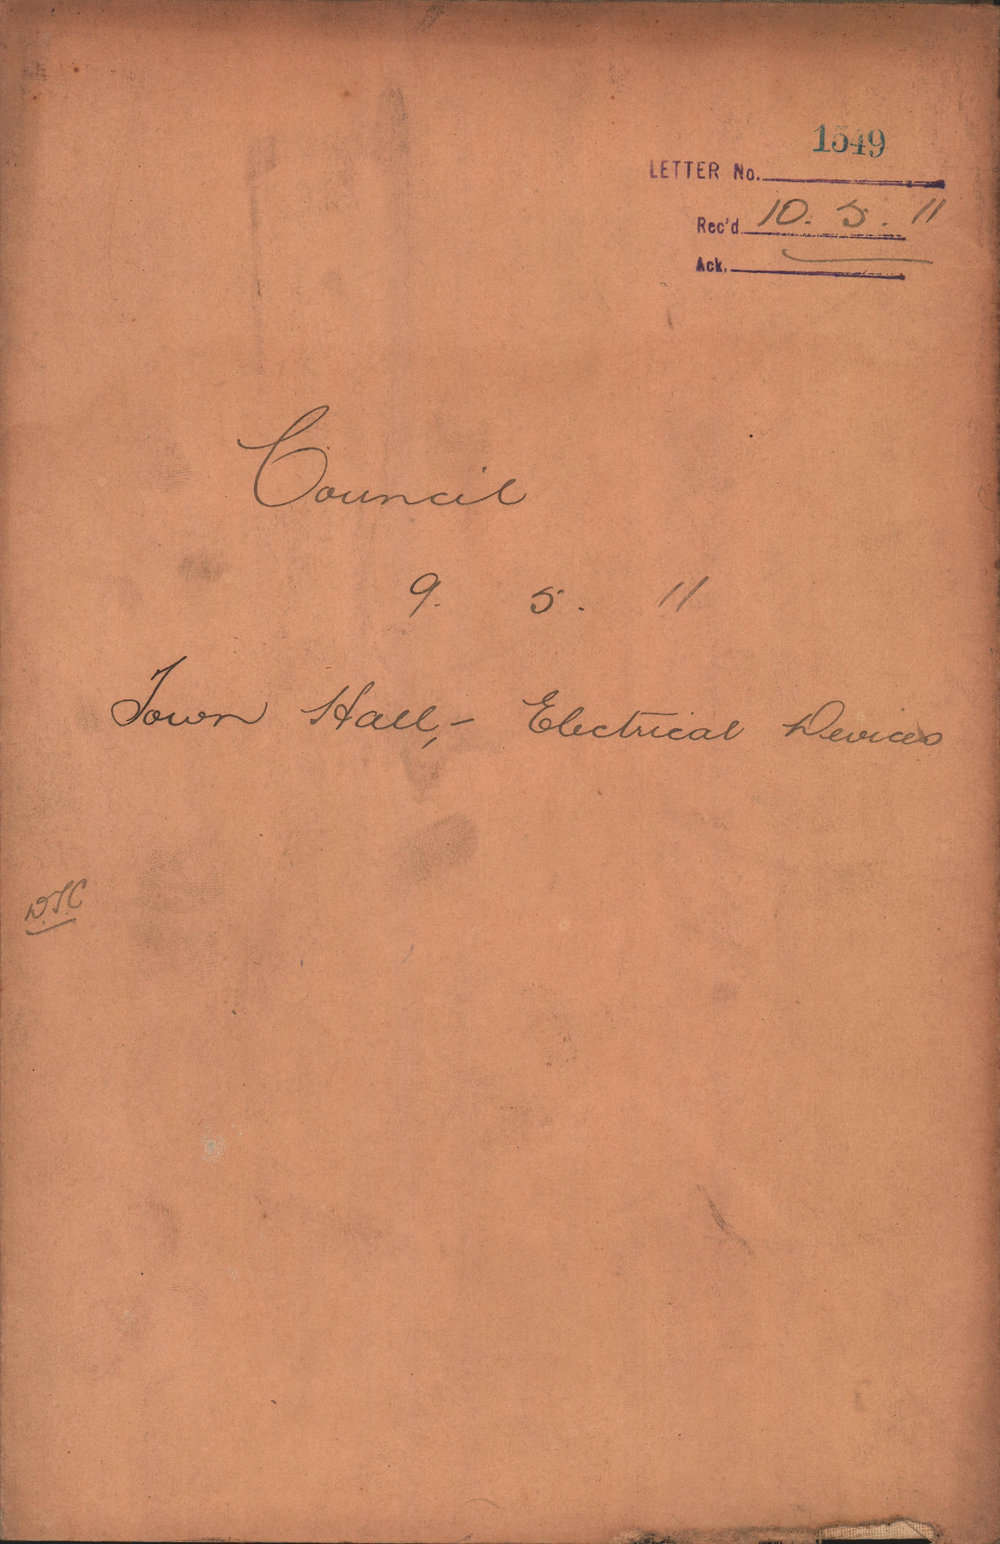 1549
LETTER No.
Rec'd 10. 5. 11
Ack.
Council
9. 5. 11
Town Hall, - Electrical Devices
D.T.C